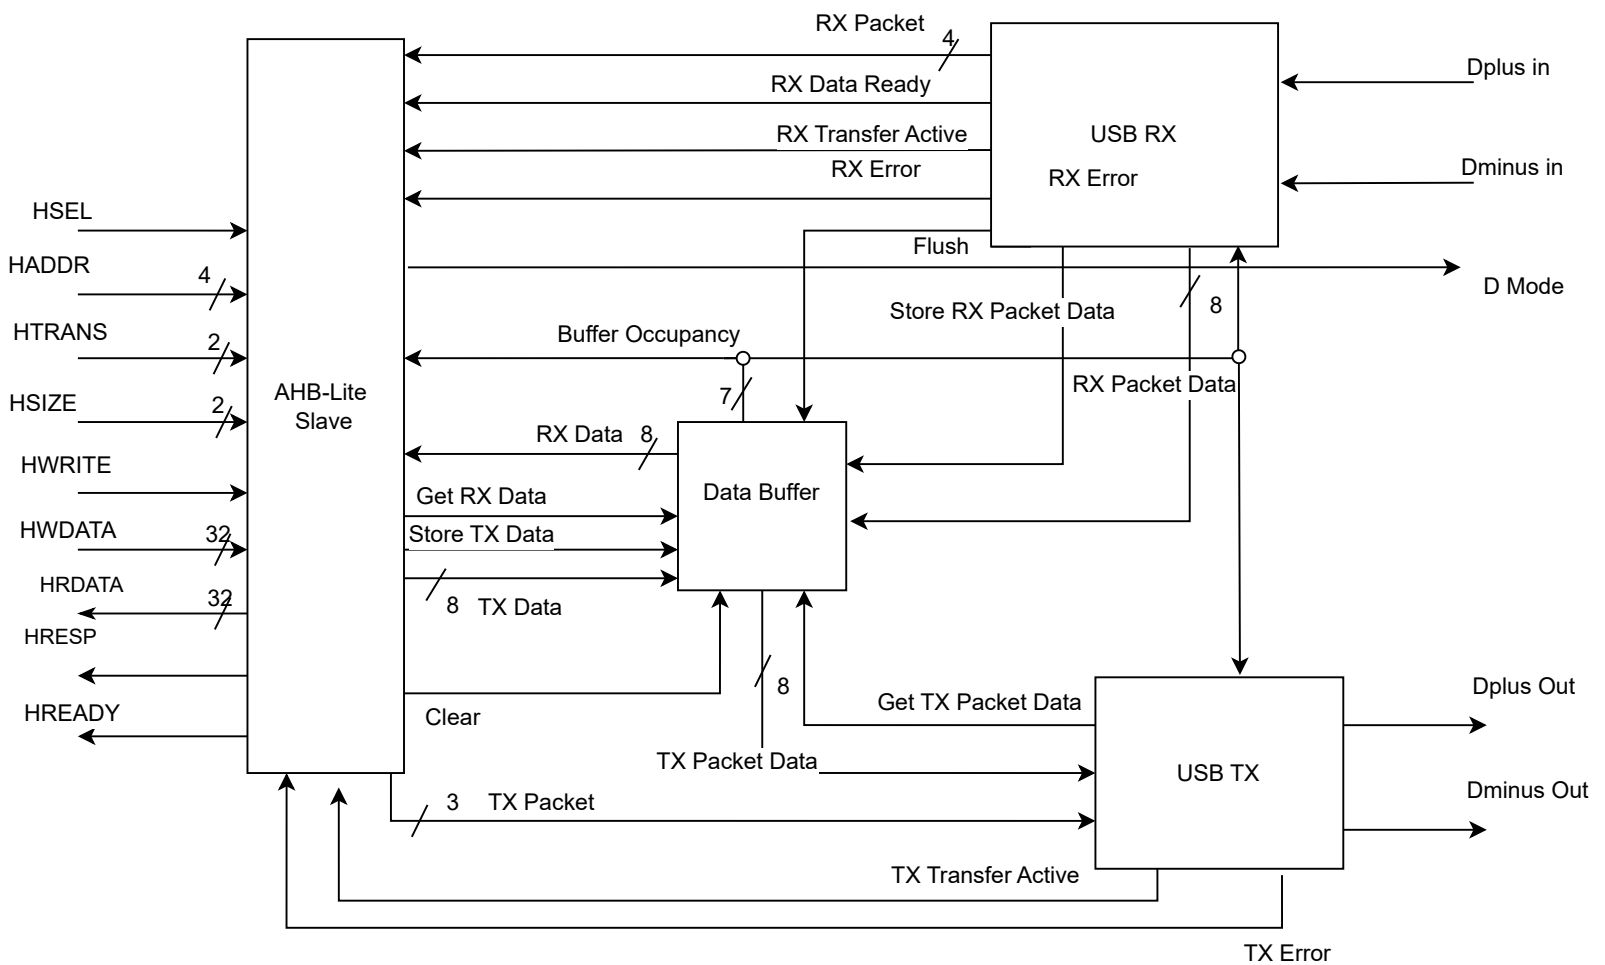 RX Packet
4
RX Data Ready
RX Transfer Active
RX Error
USB RX
RX Error
Dplus in
Dminus in
HSEL
HADDR
4
HTRANS
2
HSIZE
2
HWRITE
HWDATA
32
HRDATA
32
HRESP
HREADY
AHB-Lite
Slave
Flush
D Mode
Store RX Packet Data
8
Buffer Occupancy
7
RX Packet Data
RX Data
8
Get RX Data
Store TX Data
8
TX Data
Data Buffer
Clear
8
Get TX Packet Data
TX Packet Data
3
TX Packet
USB TX
Dplus Out
Dminus Out
TX Transfer Active
TX Error